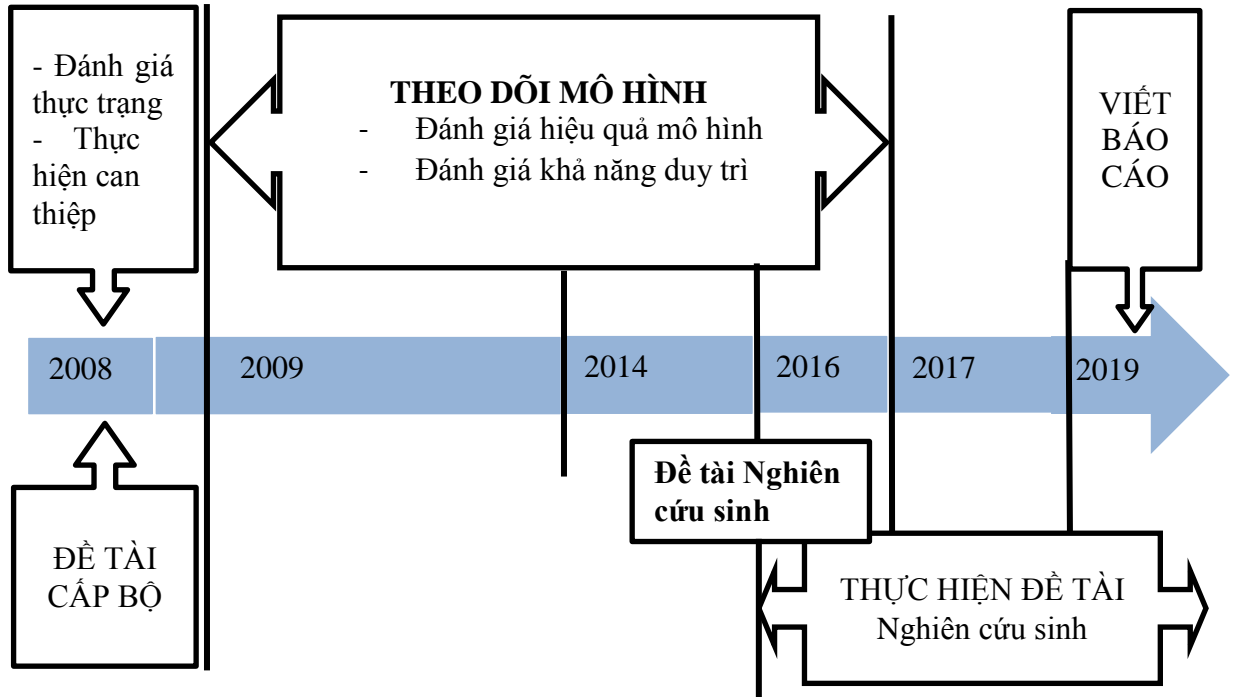 - Đánh giá
thực trạng
- Thực
hiện can
thiệp
THEO DÕI MÔ HÌNH
- Đánh giá hiệu quả mô hình
- Đánh giá khả năng duy trì
VIẾT
BÁO
CÁO
2008
2009
2014
2016
2017
2019
ĐỀ TÀI
CẤP BỘ
Đề tài Nghiên
cứu sinh
THỰC HIỆN ĐỀ TÀI
Nghiên cứu sinh